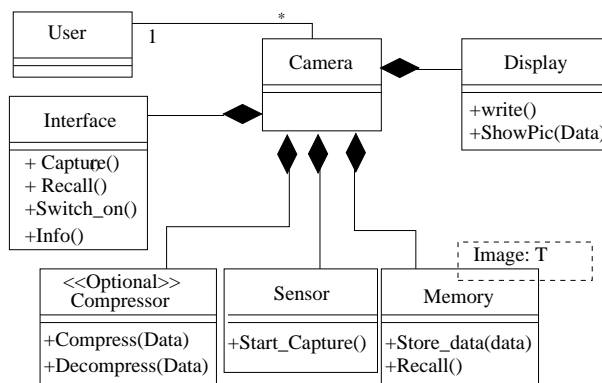 User
1
*
Camera
Display
+write()
+ShowPic(Data)
Interface
+ Capture()
+ Recall()
+Switch_on()
+Info()
<<Optional>>
Compressor
+Compress(Data)
+Decompress(Data)
Sensor
+Start_Capture()
Image: T
Memory
+Store_data(data)
+Recall()